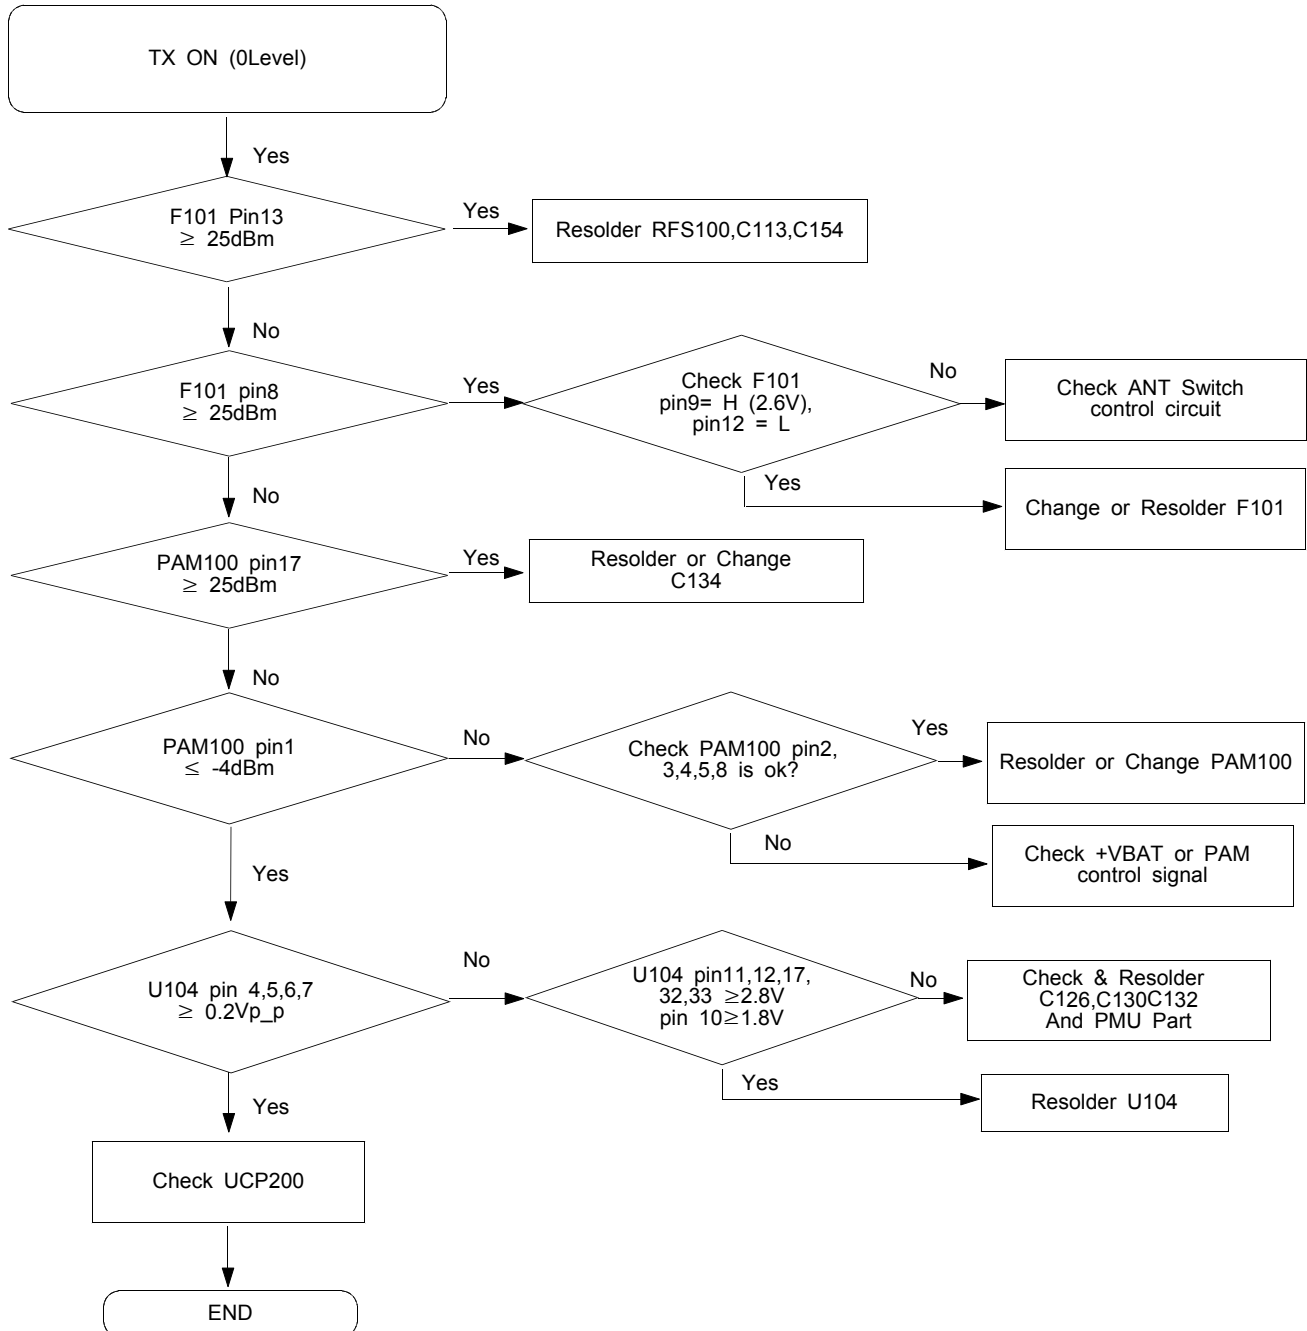 TX ON (0Level)
Yes
F101 Pin13
≥ 25dBm
Yes
Resolder RFS100,C113,C154
No
F101 pin8
≥ 25dBm
Yes
Check F101
pin9= H (2.6V),
pin12 = L
No
Check ANT Switch
control circuit
Yes
Change or Resolder F101
No
PAM100 pin17
≥ 25dBm
Yes
Resolder or Change
C134
No
PAM100 pin1
≤ -4dBm
No
Check PAM100 pin2,
3,4,5,8 is ok?
Yes
Resolder or Change PAM100
No
Check +VBAT or PAM
control signal
Yes
U104 pin 4,5,6,7
≥ 0.2Vp_p
No
U104 pin11,12,17,
32,33 ≥2.8V
pin 10≥1.8V
No
Check & Resolder
C126,C130C132
And PMU Part
Yes
Resolder U104
Yes
Check UCP200
END